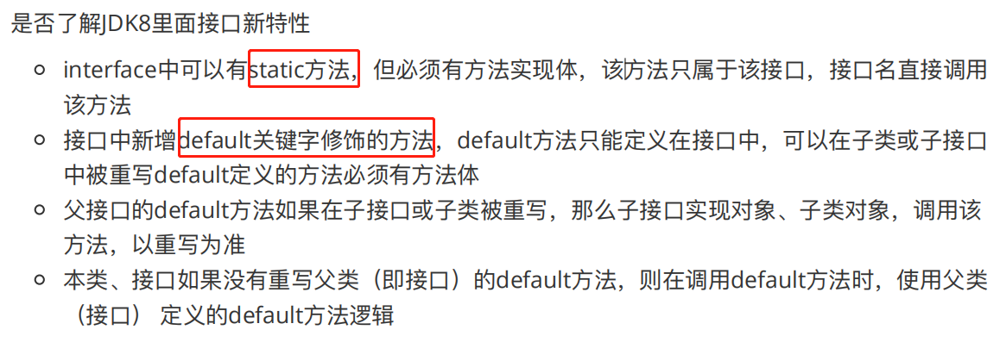 是否了解JDK8里面接口新特性
interface中可以有static方法，但必须有方法实现体，该方法只属于该接口，接口名直接调用
该方法
接口中新增default关键字修饰的方法，default方法只能定义在接口中，可以在子类或子接口
中被重写default定义的方法必须有方法体
父接口的default方法如果在子接口或子类被重写，那么子接口实现对象、子类对象，调用该
方法，以重写为准
本类、接口如果没有重写父类（即接口）的default方法，则在调用default方法时，使用父类
（接口） 定义的default方法逻辑